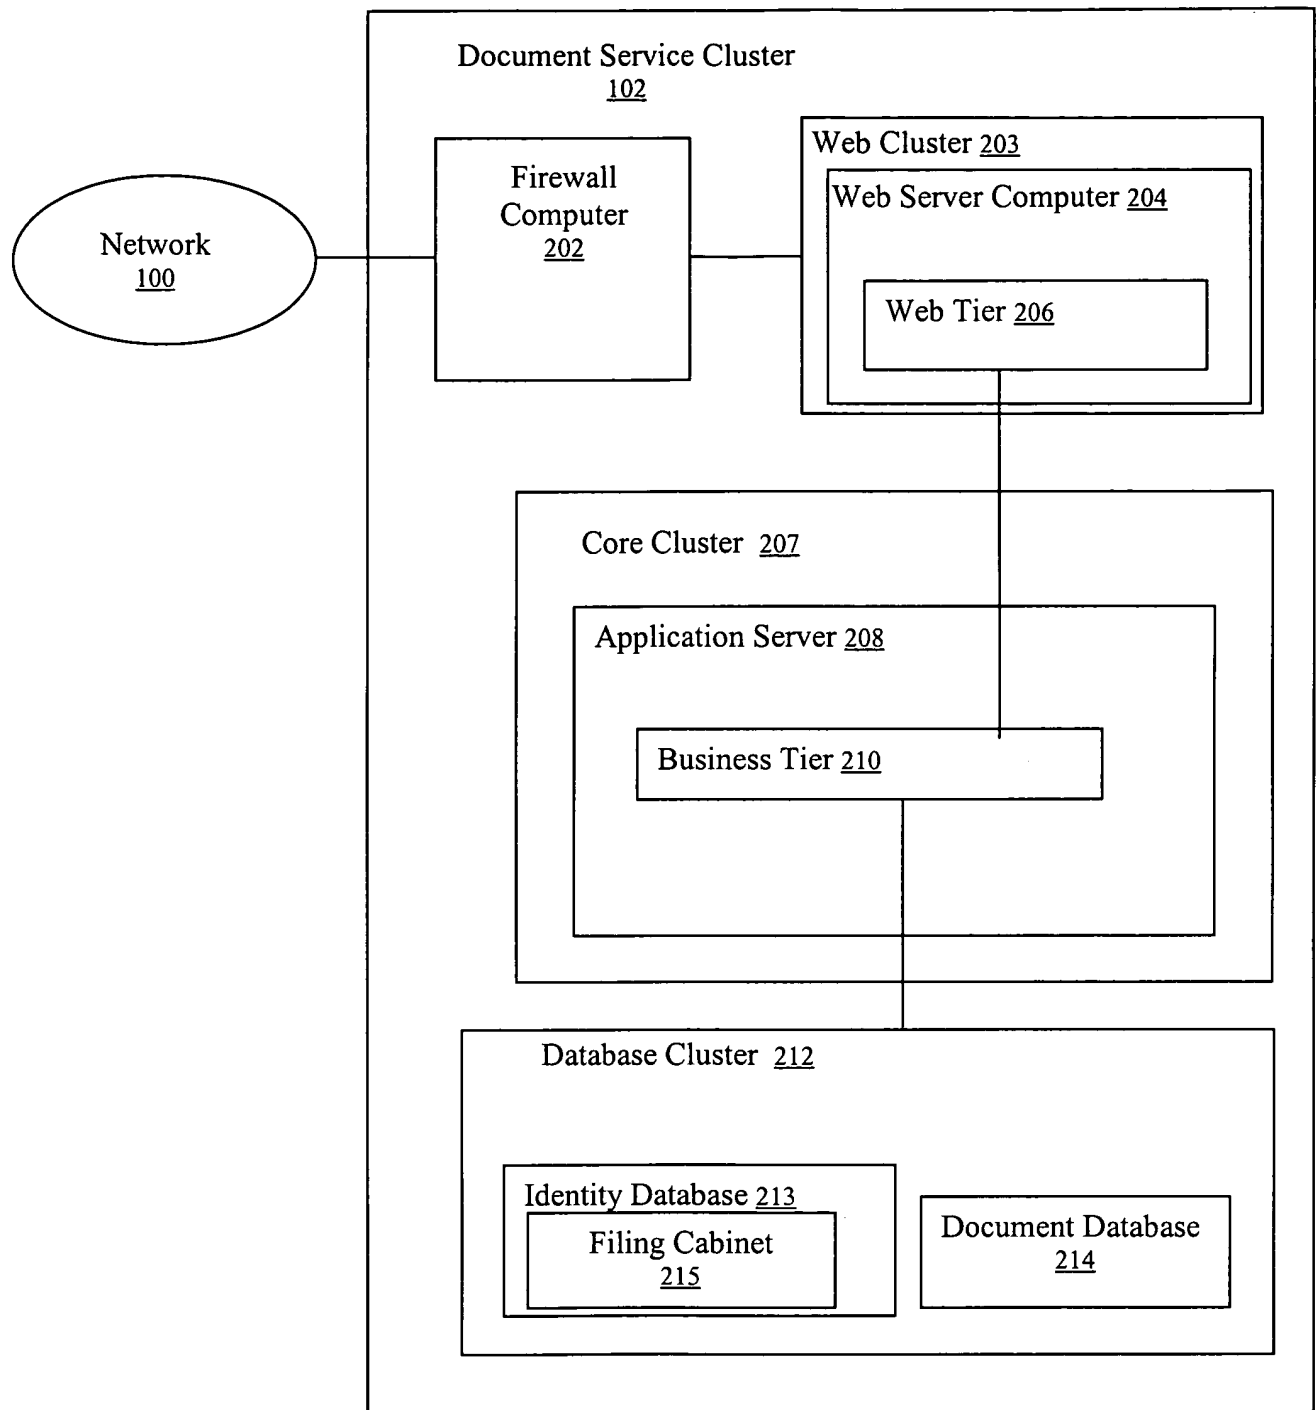 Document Service Cluster
102
Web Cluster 203
Firewall
Computer
202
Web Server Computer 204
Network
100
Web Tier 206
Core Cluster 207
Application Server 208
Business Tier 210
Database Cluster 212
Identity Database 213
Filing Cabinet
215
Document Database
214